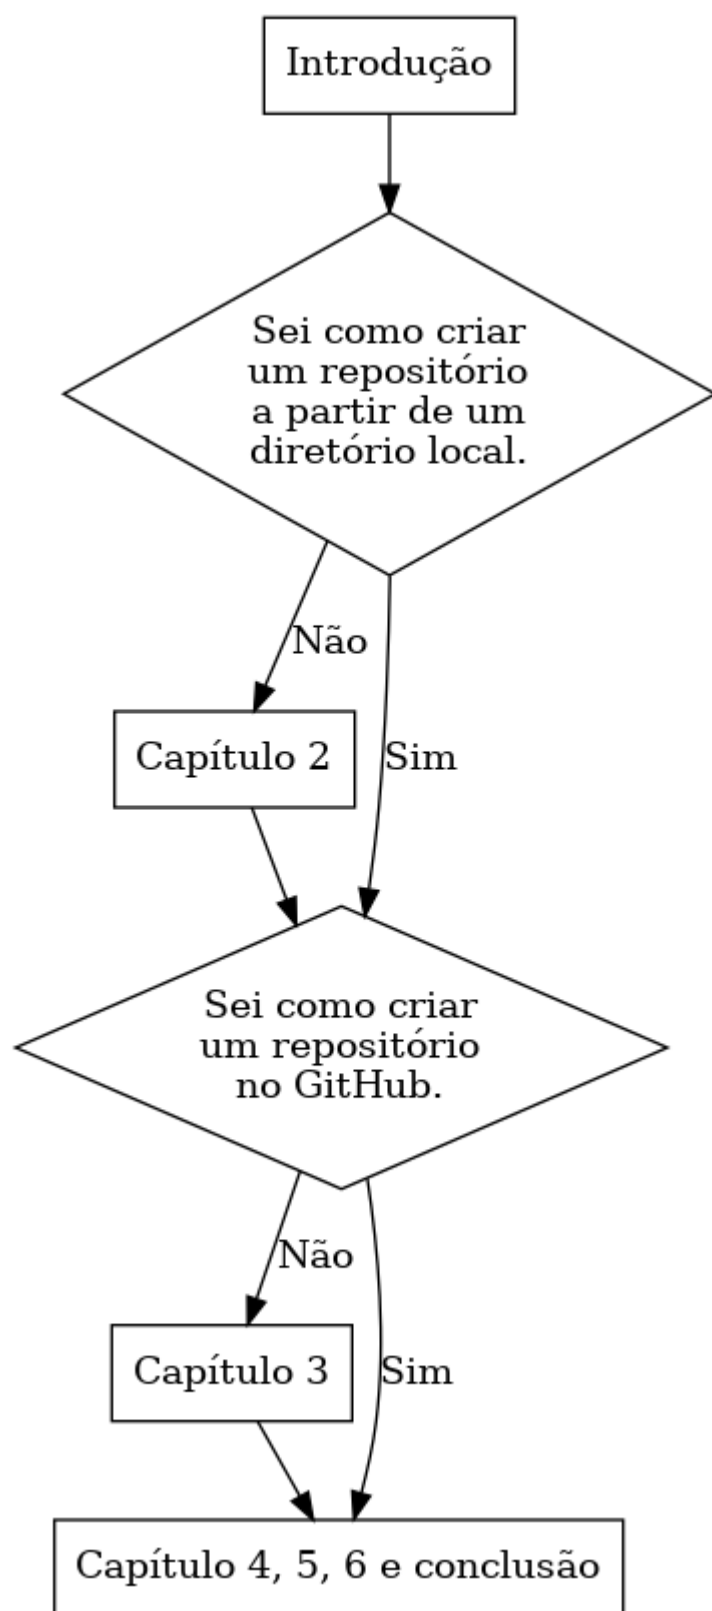 Introdução
Sei como criar
um repositório
a partir de um
diretório local.
Não
Capítulo 2
Sim
Sei como criar
um repositório
no GitHub.
Não
Capítulo 3
Sim
Capítulo 4, 5, 6 e conclusão